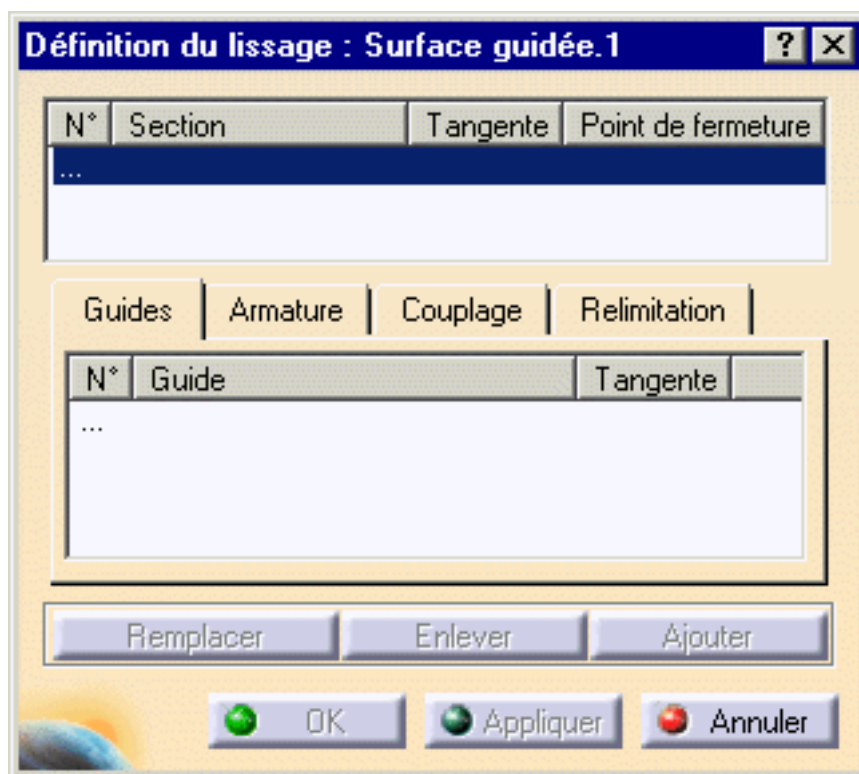 Définition du lissage : Surface guidée.1 ? ×
N° Section Tangente Point de fermeture
...
Guides Armature Couplage Relimitation
N° Guide Tangente
...
Remplacer Enlever Ajouter
OK Appliquer Annuler